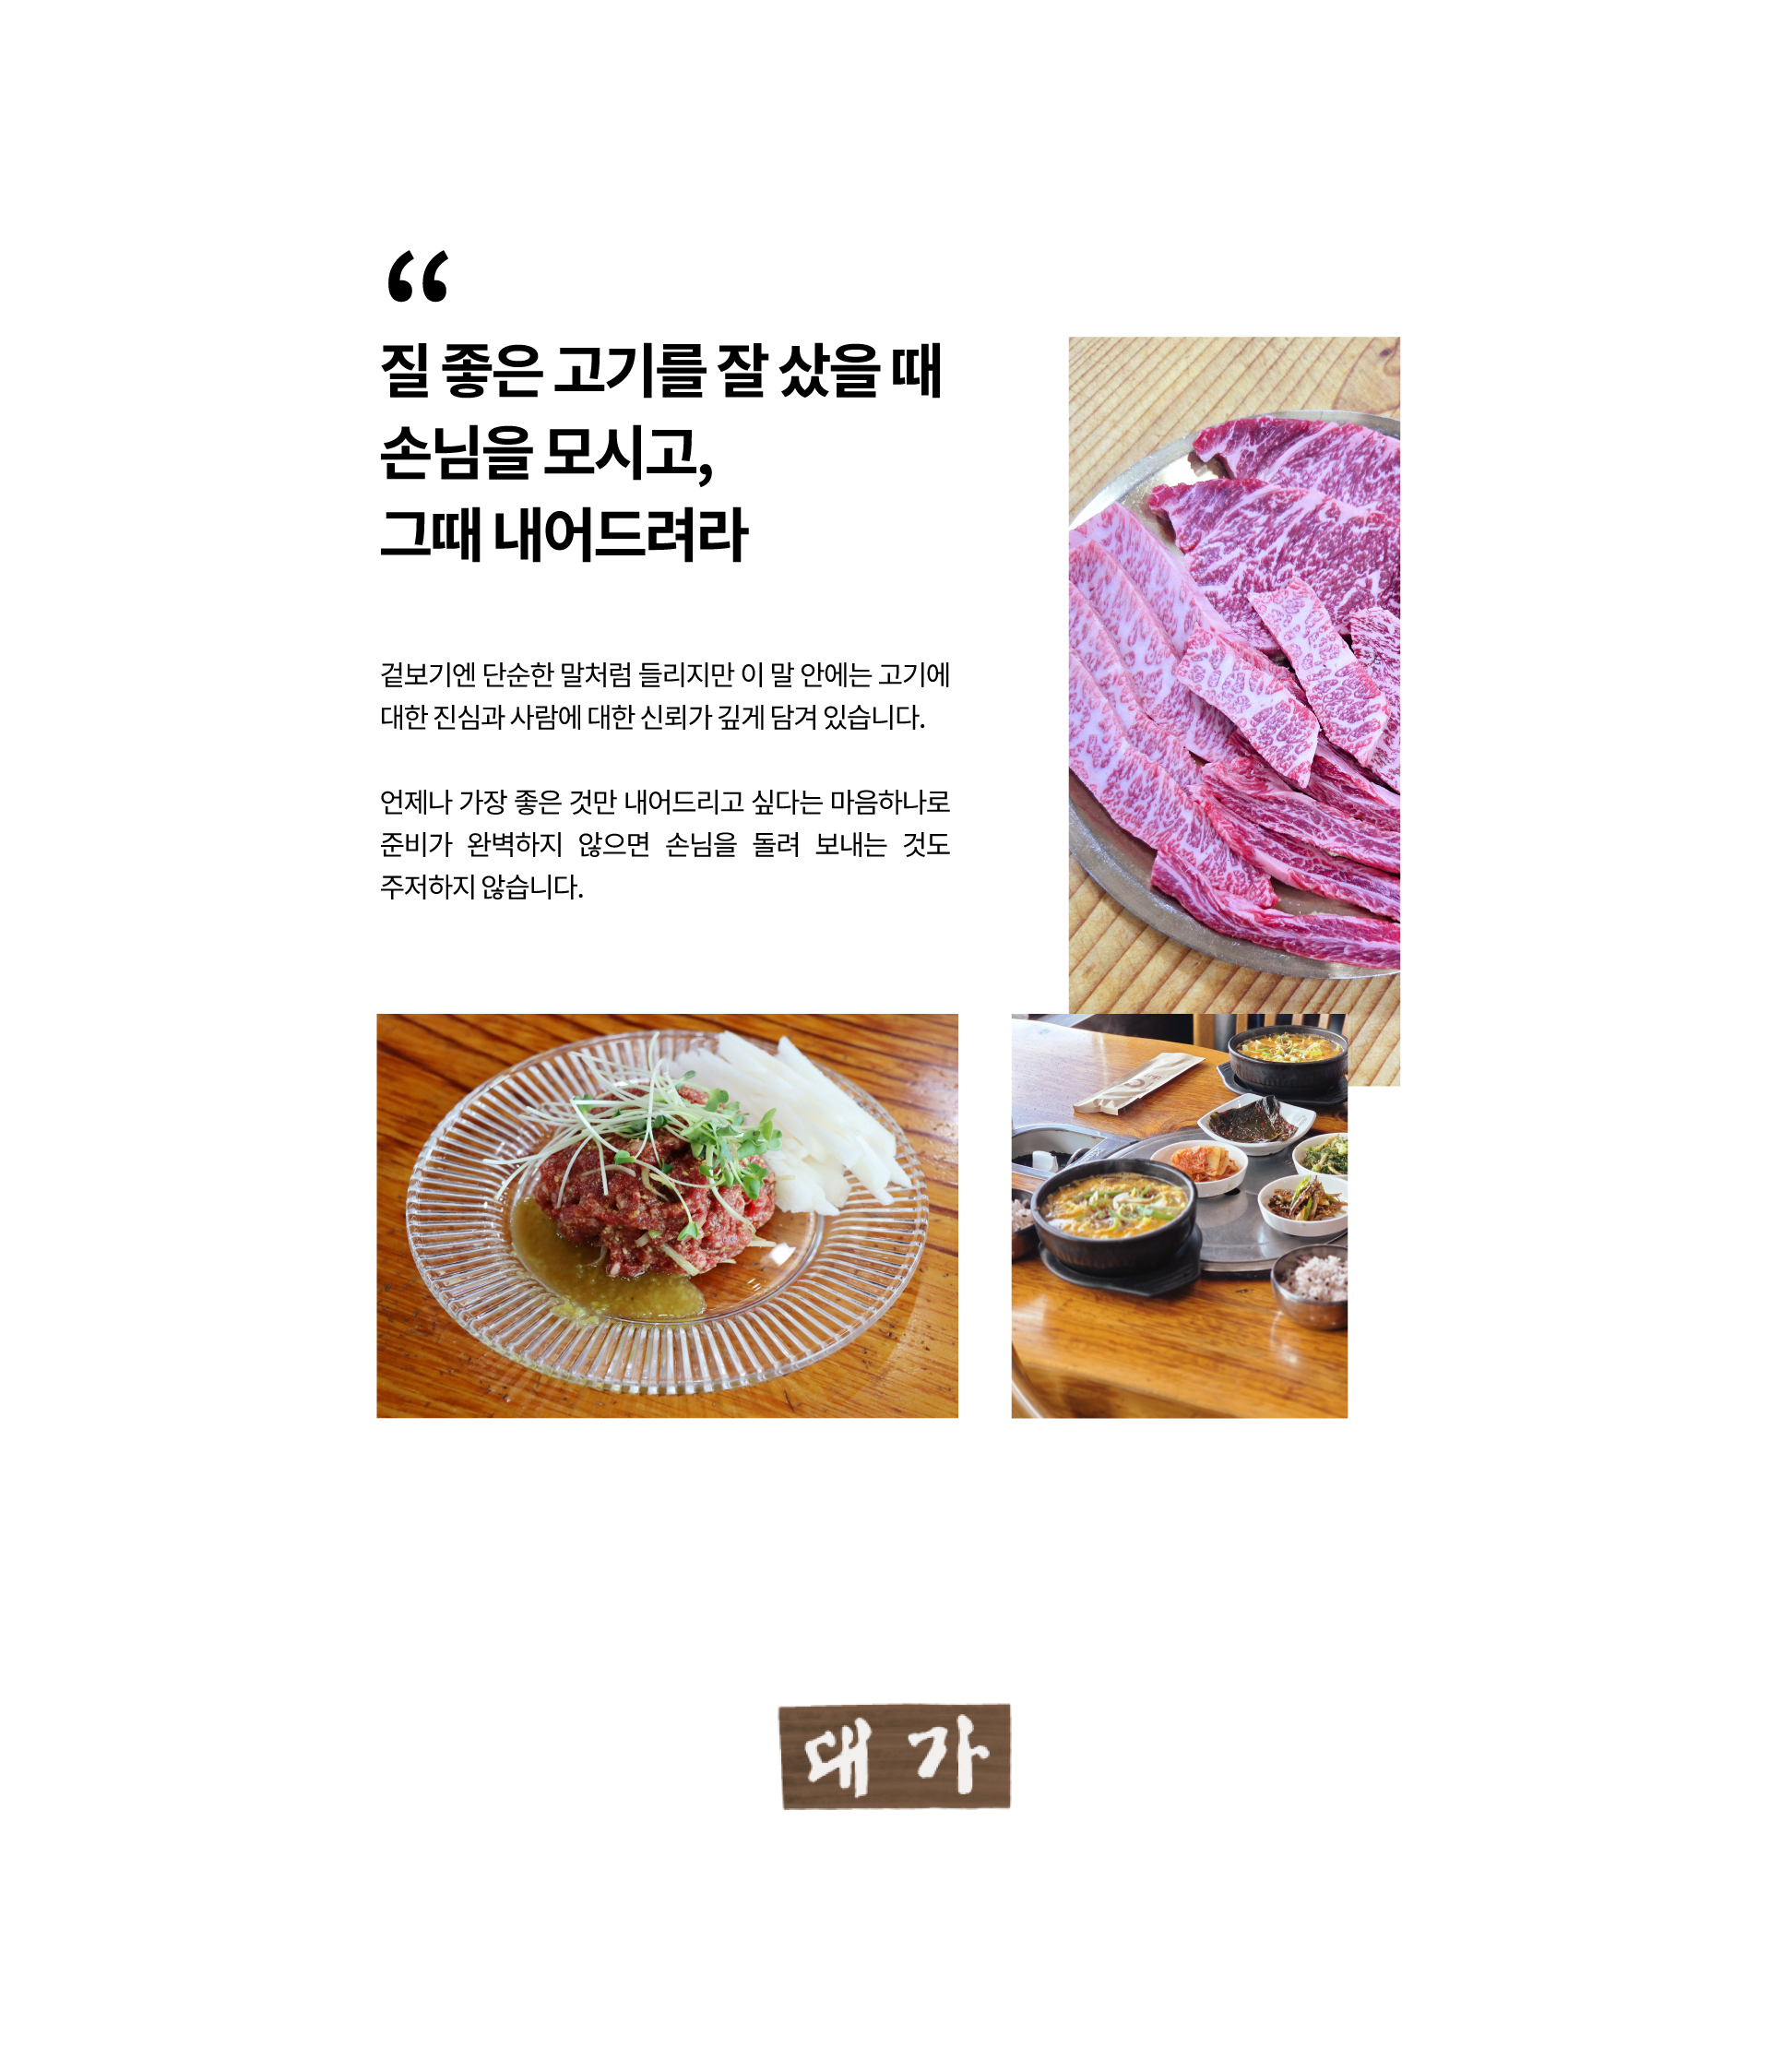 “
질 좋은 고기를 잘 샀을 때
손님을 모시고,
그때 내어드려라
겉보기엔 단순한 말처럼 들리지만 이 말 안에는 고기에
대한 진심과 사람에 대한 신뢰가 깊게 담겨 있습니다.
언제나 가장 좋은 것만 내어드리고 싶다는 마음하나로
준비가 완벽하지 않으면 손님을 돌려 보내는 것도
주저하지 않습니다.
대가